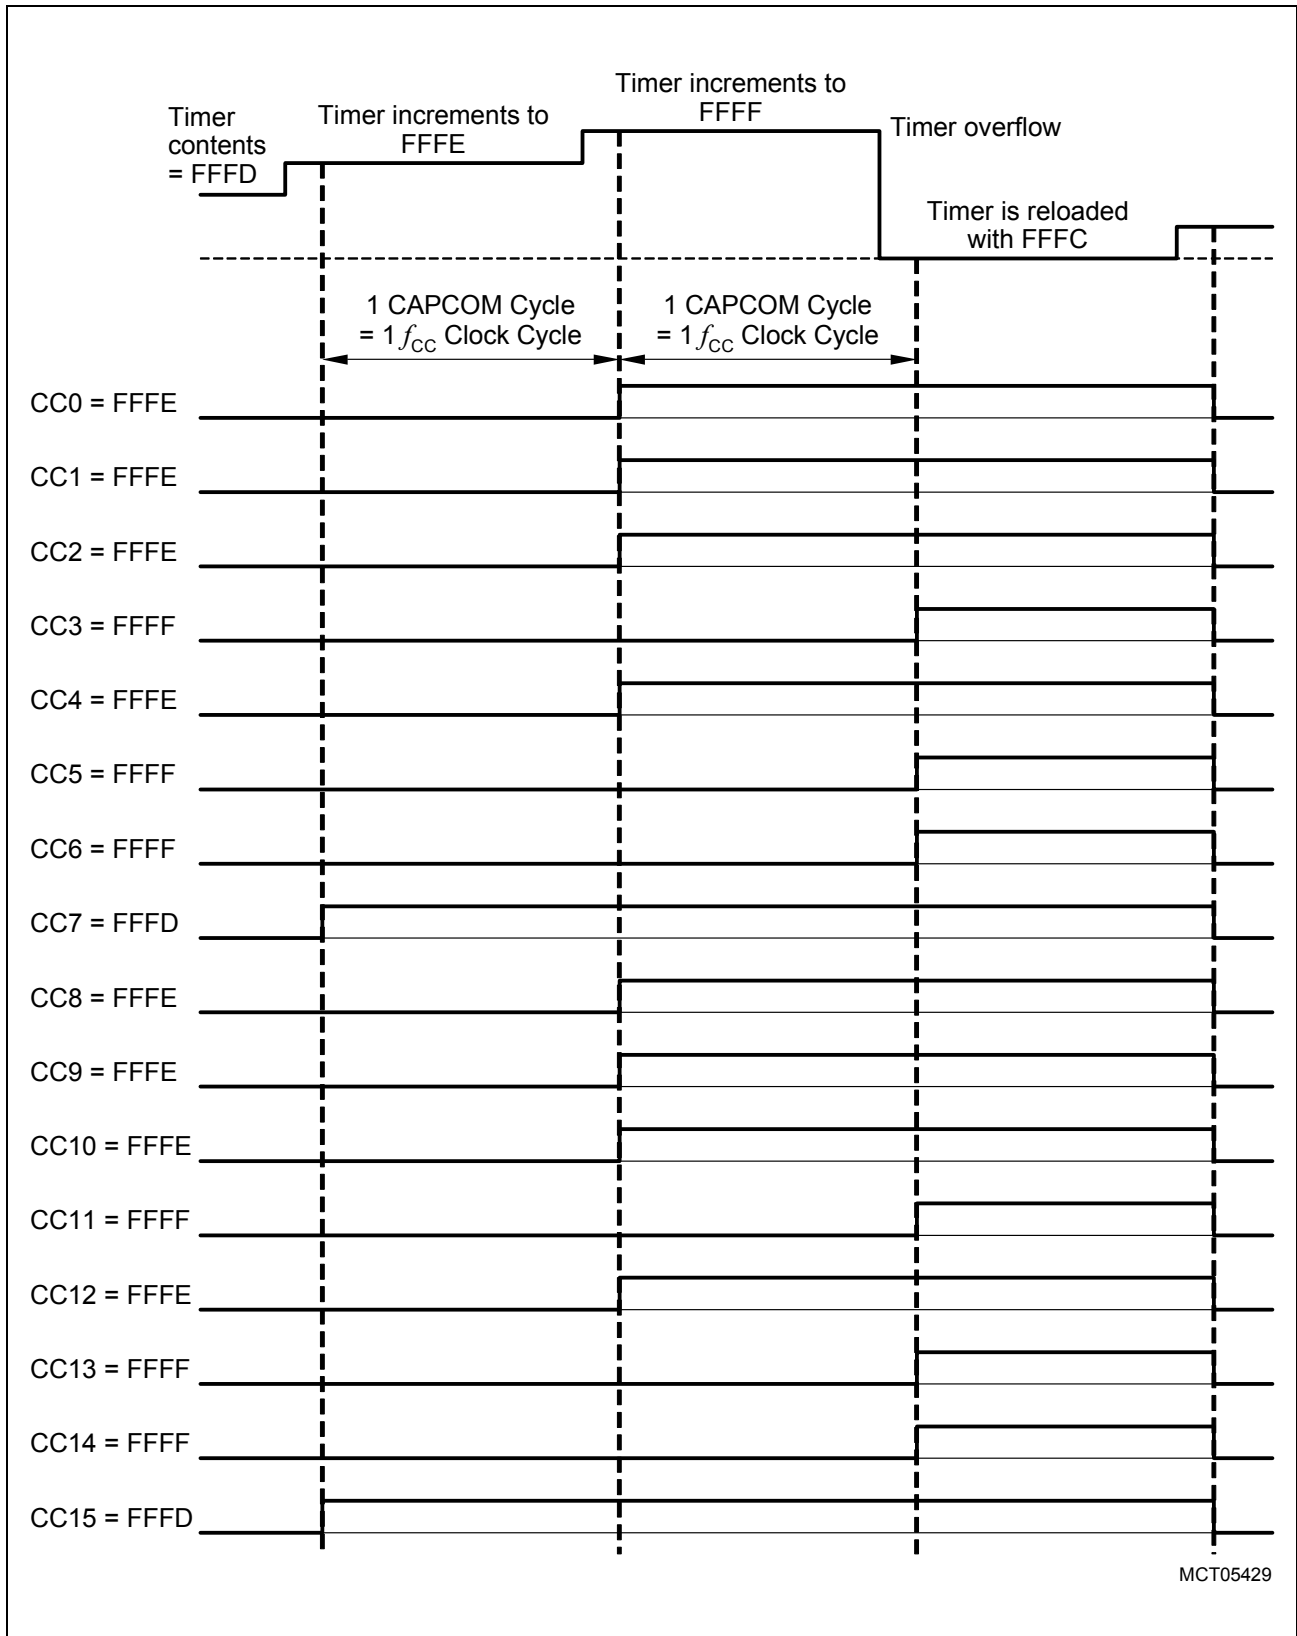 Timer increments to
FFFF
Timer
contents
= FFFD
Timer increments to
FFFE
Timer overflow
Timer is reloaded
with FFFC
1 CAPCOM Cycle
= 1 fCC Clock Cycle
1 CAPCOM Cycle
= 1 fCC Clock Cycle
CC0 = FFFE
CC1 = FFFE
CC2 = FFFE
CC3 = FFFF
CC4 = FFFE
CC5 = FFFF
CC6 = FFFF
CC7 = FFFD
CC8 = FFFE
CC9 = FFFE
CC10 = FFFE
CC11 = FFFF
CC12 = FFFE
CC13 = FFFF
CC14 = FFFF
CC15 = FFFD
MCT05429